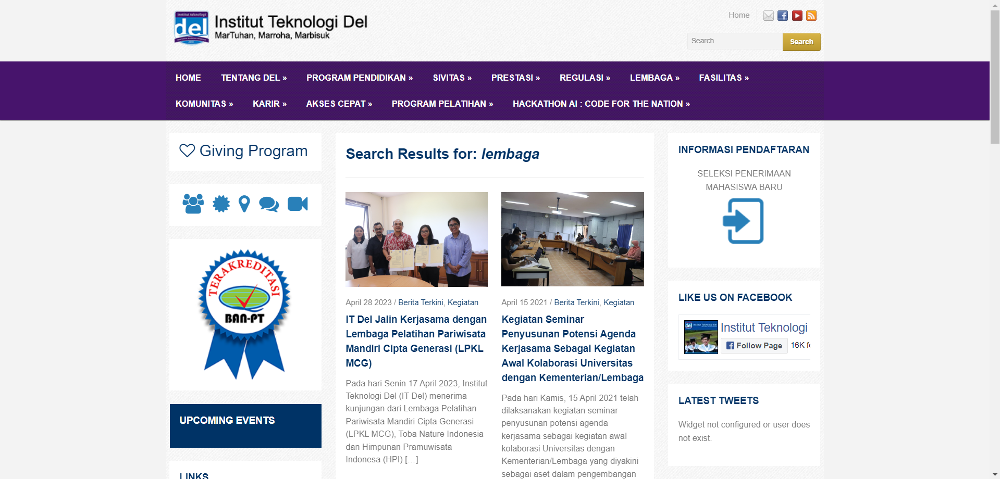 institut teknologi
del
Institut Teknologi Del
MarTuhan, Marroha, Marbisuk
Home
Search
Search
HOME
TENTANG DEL »
PROGRAM PENDIDIKAN »
SIVITAS »
PRESTASI »
REGULASI »
LEMBAGA »
FASILITAS »
KOMUNITAS »
KARIR »
AKSES CEPAT »
PROGRAM PELATIHAN »
HACKATHON AI : CODE FOR THE NATION »
Giving Program
TERAKREDITASI
BAN-PT
UPCOMING EVENTS
LINKS
Search Results for: lembaga
April 28 2023 / Berita Terkini, Kegiatan
IT Del Jalin Kerjasama dengan
Lembaga Pelatihan Pariwisata
Mandiri Cipta Generasi (LPKL
MCG)
Pada hari Senin 17 April 2023, Institut
Teknologi Del (IT Del) menerima
kunjungan dari Lembaga Pelatihan
Pariwisata Mandiri Cipta Generasi
(LPKL MCG), Toba Nature Indonesia
dan Himpunan Pramuwisata
Indonesa (HPI) […]
April 15 2021 / Berita Terkini, Kegiatan
Kegiatan Seminar
Penyusunan Potensi Agenda
Kerjasama Sebagai Kegiatan
Awal Kolaborasi Universitas
dengan Kementerian/Lembaga
Pada hari Kamis, 15 April 2021 telah
dilaksanakan kegiatan seminar
penyusunan potensi agenda
kerjasama sebagai kegiatan awal
kolaborasi Universitas dengan
Kementerian/Lembaga yang diyakini
sebagai aset dalam pengembangan
INFORMASI PENDAFTARAN
SELEKSI PENERIMAAN
MAHASISWA BARU
LIKE US ON FACEBOOK
del Institut Teknologi Del
Institut Teknologi
Follow Page
16K fo
LATEST TWEETS
Widget not configured or user does
not exist.